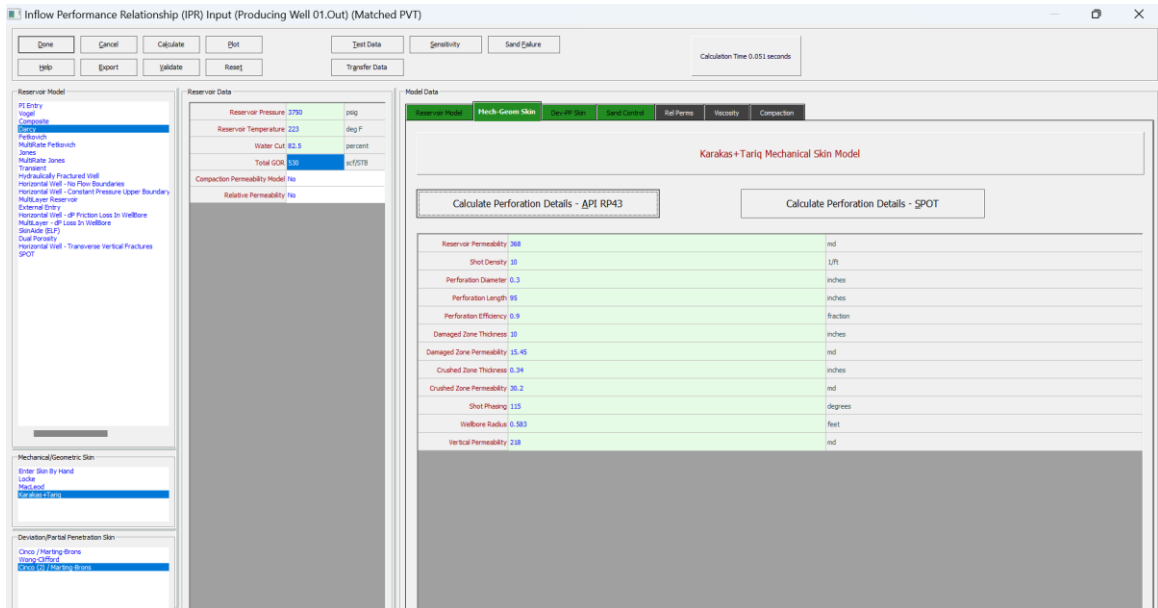 Inflow Performance Relationship (IPR) Input (Producing Well 01.Out) (Matched PVT)
Done Cancel Calculate Plot Test Data Sensitivity Sand Failure
Help Export Validate Reset Transfer Data
Calculation Time 0.051 seconds
Reservoir Model
PI Entry
Vogel
Composite
Darcy
Fetkovich
MultiRate Fetkovich
Jones
MultiRate Jones
Transient
Hydraulically Fractured Well
Horizontal Well - No Flow Boundaries
Horizontal Well - Constant Pressure Upper Boundary
MultiLayer Reservoir
External Entry
Horizontal Well - dP Friction Loss In WellBore
MultiLayer - dP Loss In WellBore
SkinAide (ELF)
Dual Porosity
Horizontal Well - Transverse Vertical Fractures
SPOT
Mechanical/Geometric Skin
Enter Skin By Hand
Locke
MacLeod
Karakas+Tariq
Deviation/Partial Penetration Skin
Cinco / Marting-Brons
Wong-Clifford
Cinco (2) / Marting-Brons
Reservoir Data
Reservoir Pressure 3750 psig
Reservoir Temperature 223 deg F
Water Cut 82.5 percent
Total GOR 530 scf/STB
Compaction Permeability Model No
Relative Permeability No
Model Data
Reservoir Model Mech-Geom Skin Dev-PP Skin Sand Control Rel Perms Viscosity Compaction
Karakas+Tariq Mechanical Skin Model
Calculate Perforation Details - API RP43 Calculate Perforation Details - SPOT
Reservoir Permeability 368 md
Shot Density 10 1/ft
Perforation Diameter 0.3 inches
Perforation Length 95 inches
Perforation Efficiency 0.9 fraction
Damaged Zone Thickness 10 inches
Damaged Zone Permeability 15.45 md
Crushed Zone Thickness 0.34 inches
Crushed Zone Permeability 30.2 md
Shot Phasing 115 degrees
Wellbore Radius 0.583 feet
Vertical Permeability 218 md